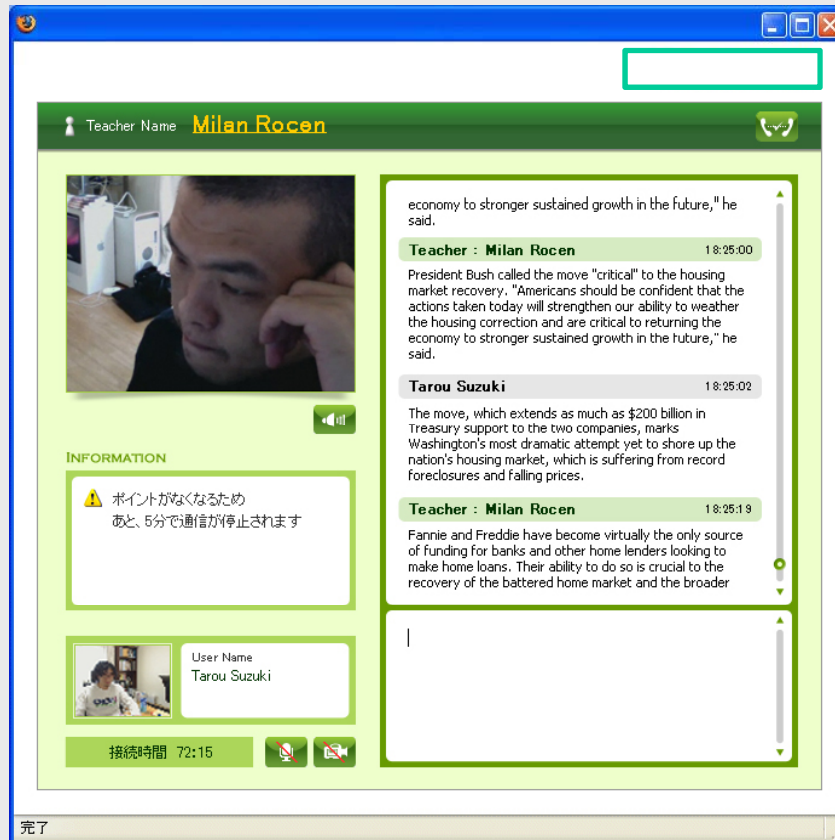 Teacher Name Milan Rocen
economy to stronger sustained growth in the future," he
said.
Teacher : Milan Rocen 18:25:00
President Bush called the move "critical" to the housing
market recovery. "Americans should be confident that the
actions taken today will strengthen our ability to weather
the housing correction and are critical to returning the
economy to stronger sustained growth in the future," he
said.
Tarou Suzuki 18:25:02
The move, which extends as much as $200 billion in
Treasury support to the two companies, marks
Washington's most dramatic attempt yet to shore up the
nation's housing market, which is suffering from record
foreclosures and falling prices.
Teacher : Milan Rocen 18:25:19
Fannie and Freddie have become virtually the only source
of funding for banks and other home lenders looking to
make home loans. Their ability to do so is crucial to the
recovery of the battered home market and the broader
INFORMATION
ポイントがなくなるため
あと、5分で通信が停止されます
User Name
Tarou Suzuki
接続時間 72:15
完了